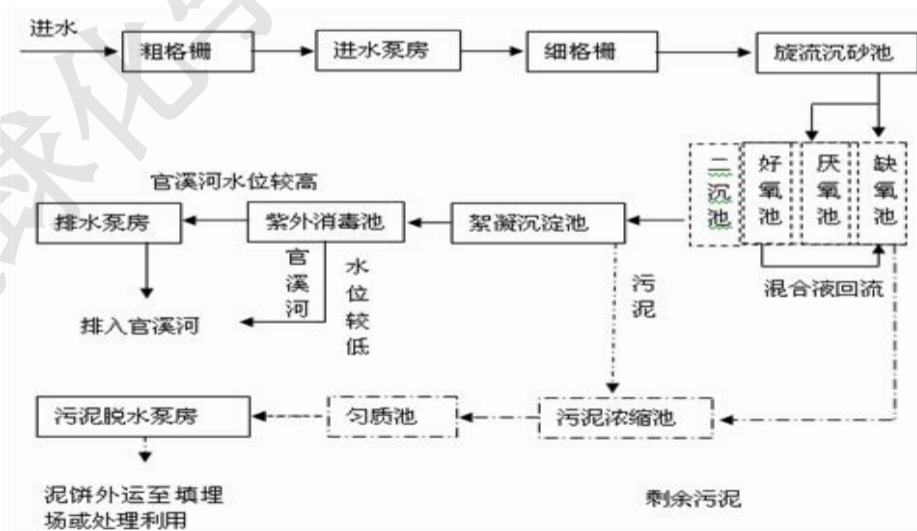 进水
粗格栅
进水泵房
细格栅
旋流沉砂池
二沉池
好氧池
厌氧池
缺氧池
官溪河水位较高
排水泵房
紫外消毒池
絮凝沉淀池
混合液回流
官溪河
水位较低
污泥
排入官溪河
污泥脱水泵房
匀质池
污泥浓缩池
泥饼外运至填埋
场或处理利用
剩余污泥
球化学